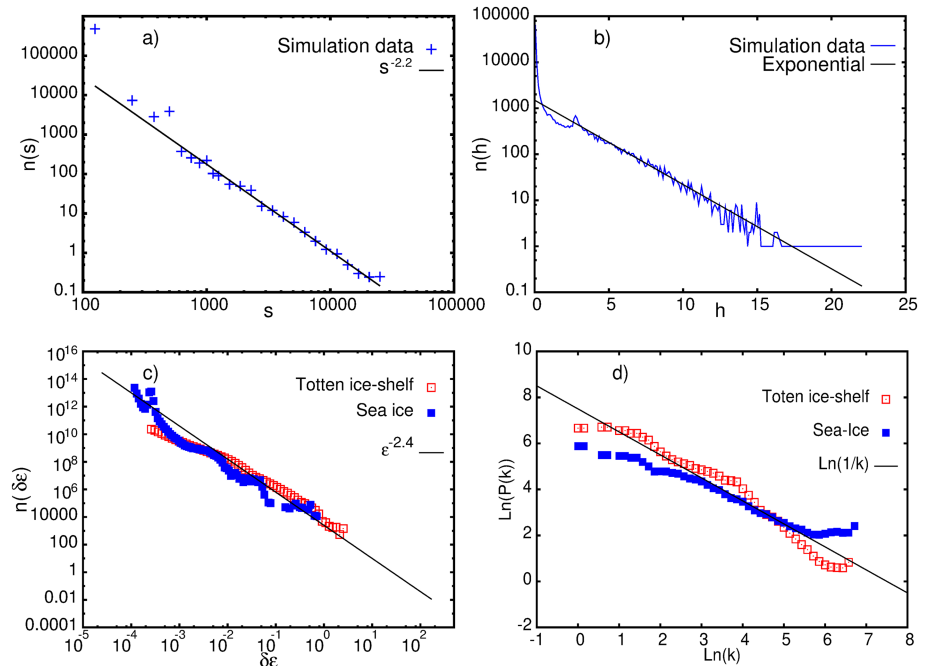 a)
Simulation data
s^-2.2
100000
10000
1000
100
10
1
0.1
n(s)
100
1000
10000
100000
s
b)
Simulation data
Exponential
100000
10000
1000
100
10
1
0.1
n(h)
0
5
10
15
20
25
h
c)
Totten ice-shelf
Sea ice
ε^-2.4
10^16
10^14
10^12
10^10
10^8
10^6
10000
100
1
0.01
0.0001
n(δε)
10^-5
10^-4
10^-3
10^-2
10^-1
10^0
10^1
10^2
δε
d)
Toten ice-shelf
Sea-Ice
Ln(1/k)
10
8
6
4
2
0
-2
Ln(P(k))
-1
0
1
2
3
4
5
6
7
8
Ln(k)